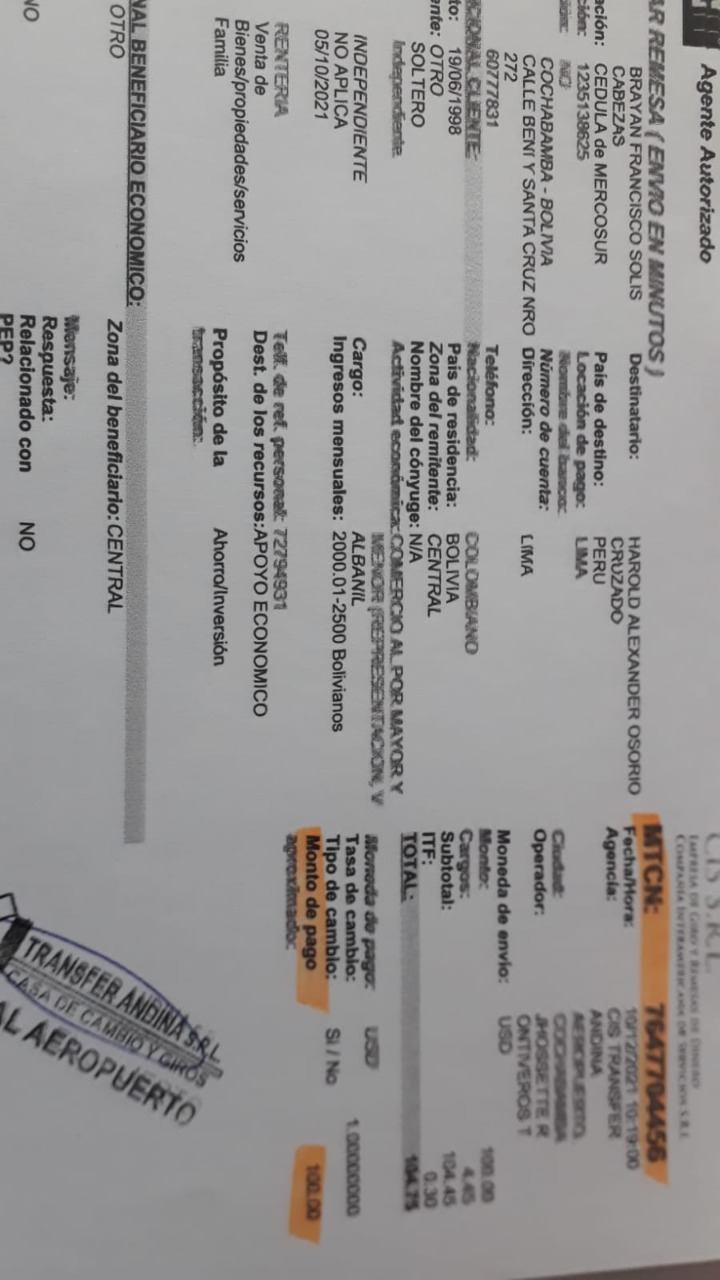 Agente Autorizado
CIS S.R.L.
EMPRESA DE GIRO Y REMESAS DE DINERO
COMPAÑÍA INTERAMERICANA DE SERVICIOS S.R.L
AR REMESA ( ENVIO EN MINUTOS )
BRAYAN FRANCISCO SOLIS
CABEZAS
ación: CEDULA de MERCOSUR
ción: 1235138625
NO
COCHABAMBA - BOLIVIA
CALLE BENI Y SANTA CRUZ NRO
272
60777831
Destinatario: HAROLD ALEXANDER OSORIO
CRUZADO
País de destino: PERU
Locación de pago: LIMA
Nombre del banco:
Número de cuenta:
Dirección: LIMA
Teléfono:
MTCN: 7647704456
Fecha/Hora: 10/12/2021 10:19:00
Agencia: CIS TRANSFER
ANDINA
AEROPUERTO
Ciudad: COCHABAMBA
Operador: JHOSSETTE R
ONTIVEROS T
Moneda de envio: USD
Monto: 100.00
Cargos: 4.45
Subtotal: 104.45
ITF: 0.30
TOTAL: 104.75
Moneda de pago: USD
Tasa de cambio: 1.00000000
Tipo de cambio: Si / No
Monto de pago 100.00
aproximado:
ICIONAL CLIENTE:
to: 19/06/1998
ente: OTRO
SOLTERO
Independiente
INDEPENDIENTE
NO APLICA
05/10/2021
RENTERIA
Venta de
Bienes/propiedades/servicios
Familia
Nacionalidad: COLOMBIANO
País de residencia: BOLIVIA
Zona del remitente: CENTRAL
Nombre del cónyuge: N/A
Actividad económica: COMERCIO AL POR MAYOR Y
MENOR (REPRESENTACION, V
Cargo: ALBANIL
Ingresos mensuales: 2000.01-2500 Bolivianos
Telf. de ref. personal: 72794931
Dest. de los recursos: APOYO ECONOMICO
Propósito de la Ahorro/Inversión
transacción:
NAL BENEFICIARIO ECONOMICO:
OTRO
Zona del beneficiario: CENTRAL
Mensaje:
Respuesta:
NO
Relacionado con NO
PEP?
TRANSFER ANDINA S.R.L
CASA DE CAMBIO Y GIROS
AL AEROPUERTO